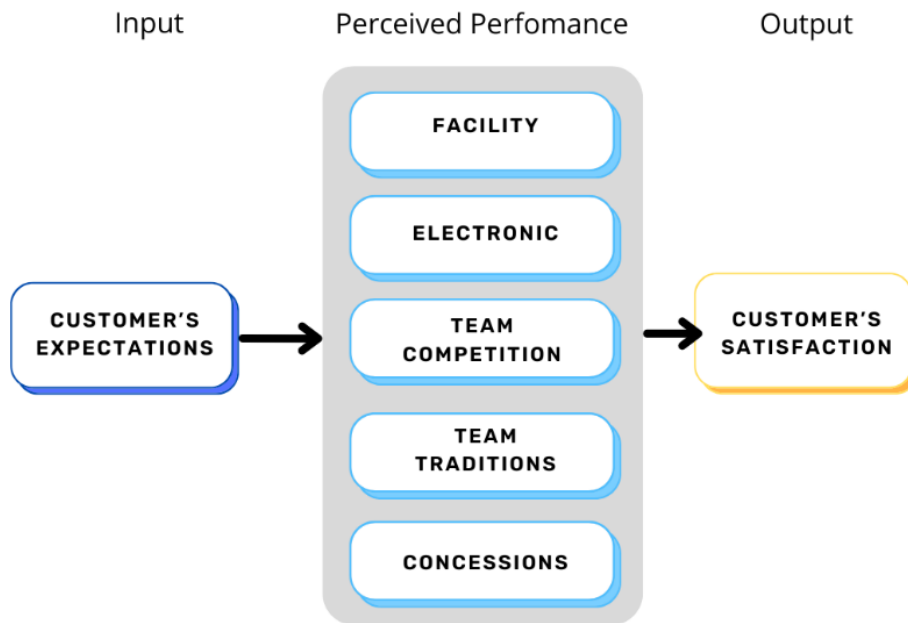 Input
Perceived Perfomance
Output
FACILITY
ELECTRONIC
CUSTOMER'S
EXPECTATIONS
TEAM
COMPETITION
CUSTOMER'S
SATISFACTION
TEAM
TRADITIONS
CONCESSIONS